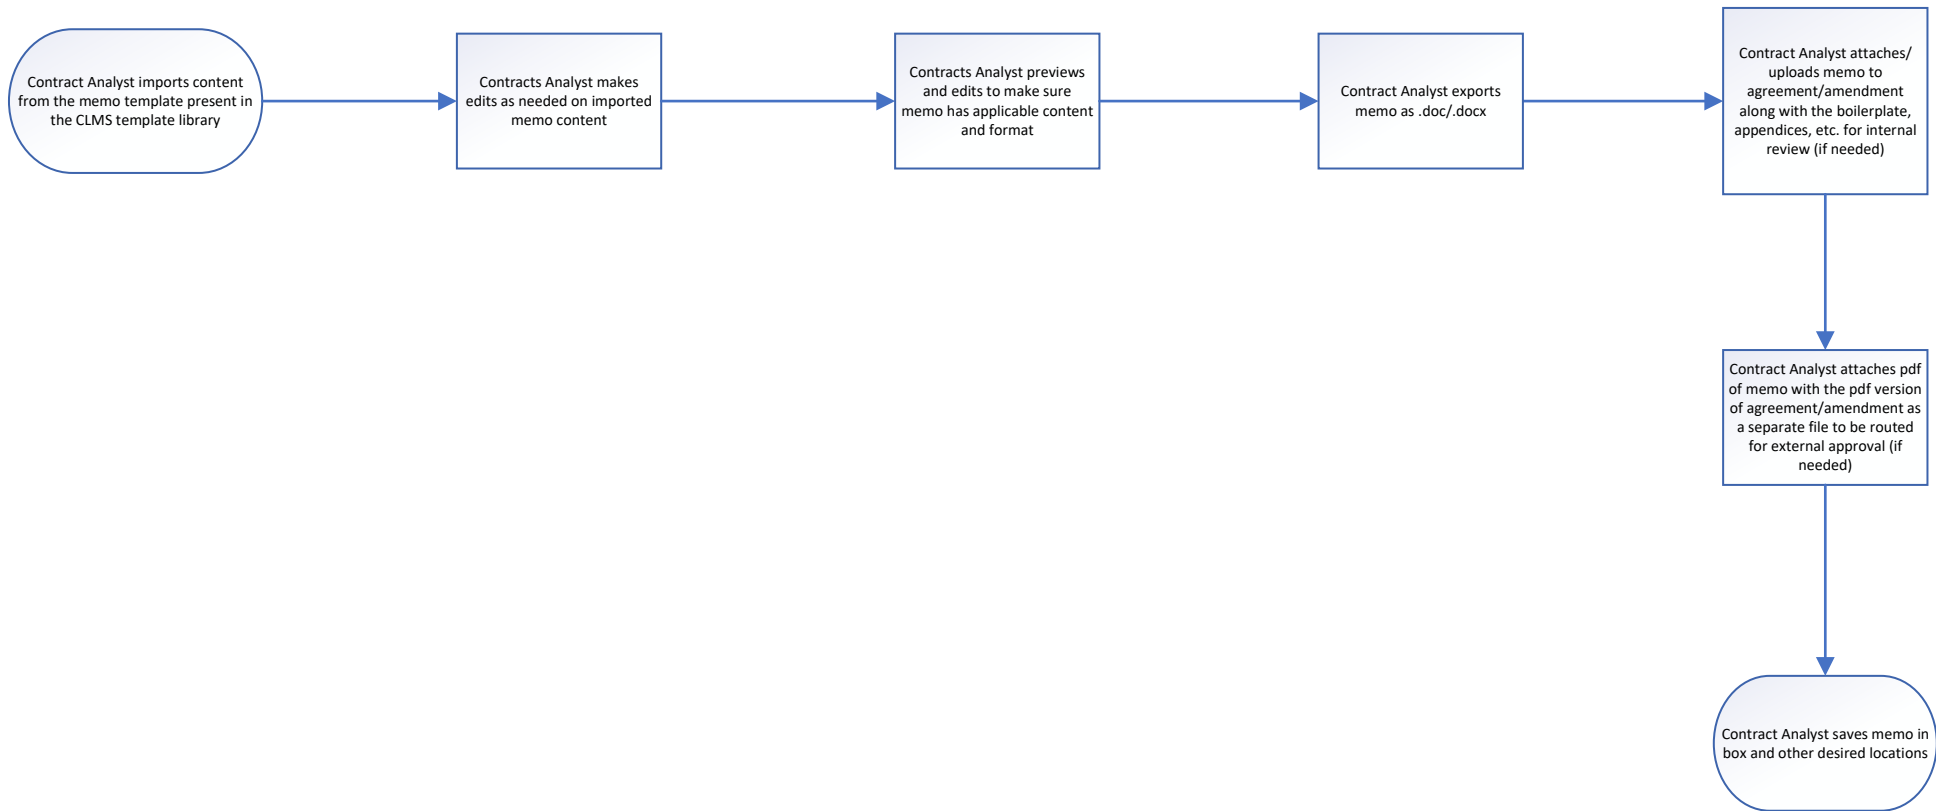 Contract Analyst imports content
from the memo template present in
the CLMS template library
Contracts Analyst makes
edits as needed on imported
memo content
Contracts Analyst previews
and edits to make sure
memo has applicable content
and format
Contract Analyst exports
memo as .doc/.docx
Contract Analyst attaches/
uploads memo to
agreement/amendment
along with the boilerplate,
appendices, etc. for internal
review (if needed)
Contract Analyst attaches pdf
of memo with the pdf version
of agreement/amendment as
a separate file to be routed
for external approval (if
needed)
Contract Analyst saves memo in
box and other desired locations